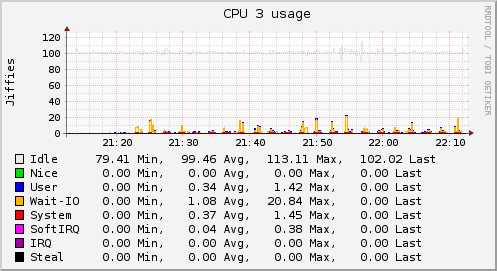 CPU 3 usage
RRDTOOL / TOBI OETIKER
Jiffies
120
100
80
60
40
20
0
21:20 21:30 21:40 21:50 22:00 22:10
Idle 79.41 Min, 99.46 Avg, 113.11 Max, 102.02 Last
Nice 0.00 Min, 0.00 Avg, 0.00 Max, 0.00 Last
User 0.00 Min, 0.34 Avg, 1.42 Max, 0.00 Last
Wait-IO 0.00 Min, 1.08 Avg, 20.84 Max, 0.00 Last
System 0.00 Min, 0.37 Avg, 1.45 Max, 0.00 Last
SoftIRQ 0.00 Min, 0.04 Avg, 0.38 Max, 0.00 Last
IRQ 0.00 Min, 0.00 Avg, 0.00 Max, 0.00 Last
Steal 0.00 Min, 0.00 Avg, 0.00 Max, 0.00 Last